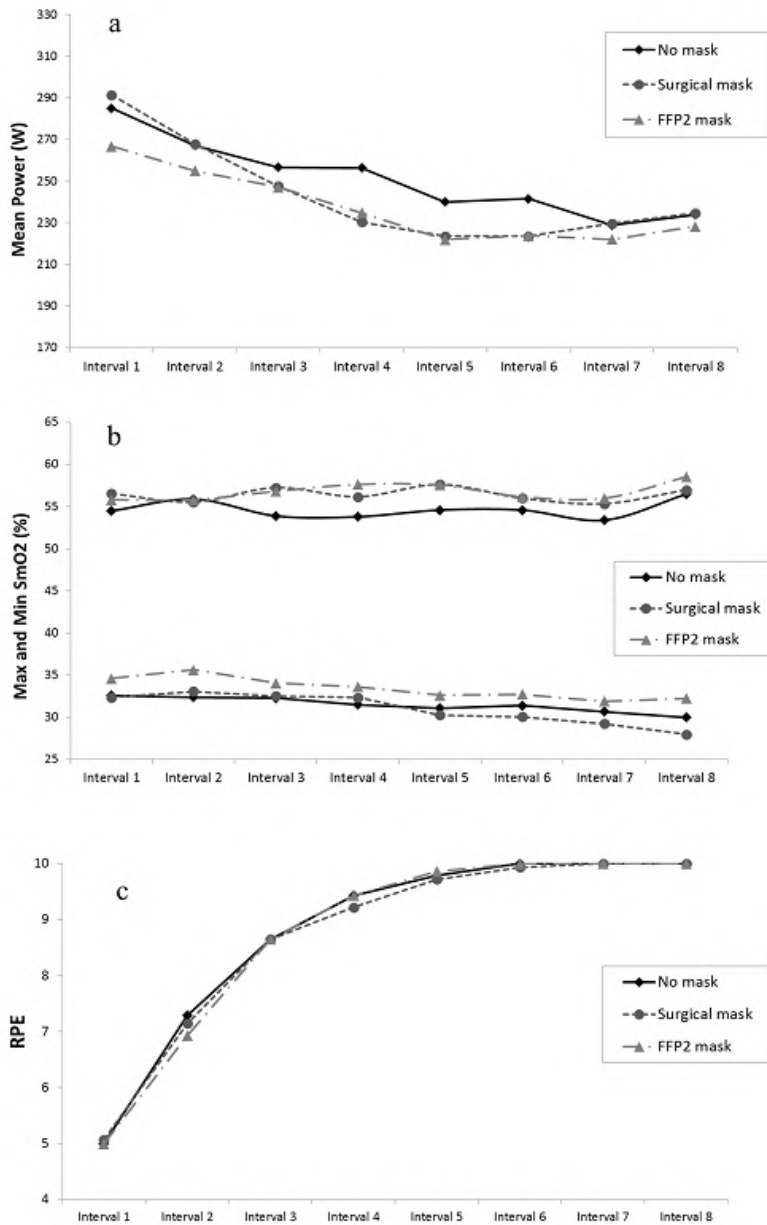 a
330
310
290
270
250
230
210
190
170
Mean Power (W)
No mask
Surgical mask
FFP2 mask
Interval 1 Interval 2 Interval 3 Interval 4 Interval 5 Interval 6 Interval 7 Interval 8
b
65
60
55
50
45
40
35
30
25
Max and Min SmO2 (%)
No mask
Surgical mask
FFP2 mask
Interval 1 Interval 2 Interval 3 Interval 4 Interval 5 Interval 6 Interval 7 Interval 8
c
10
9
8
7
6
5
4
RPE
No mask
Surgical mask
FFP2 mask
Interval 1 Interval 2 Interval 3 Interval 4 Interval 5 Interval 6 Interval 7 Interval 8